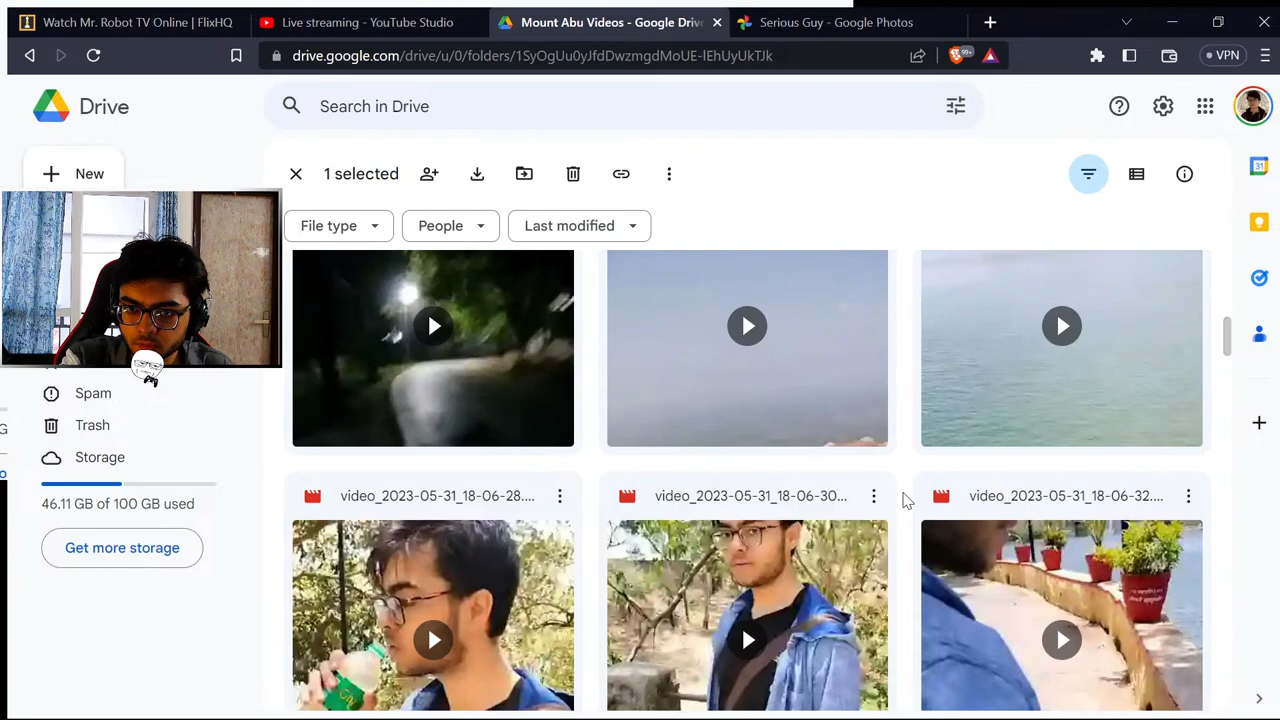 Watch Mr. Robot TV Online | FlixHQ
Live streaming - YouTube Studio
Mount Abu Videos - Google Drive
Serious Guy - Google Photos
drive.google.com/drive/u/0/folders/1SyOgUu0yJfdDwzmgdMoUE-IEhUyUkTJk
99+
VPN
Drive
Search in Drive
New
1 selected
31
File type
People
Last modified
Spam
Trash
Storage
46.11 GB of 100 GB used
Get more storage
video_2023-05-31_18-06-28....
video_2023-05-31_18-06-30...
video_2023-05-31_18-06-32....